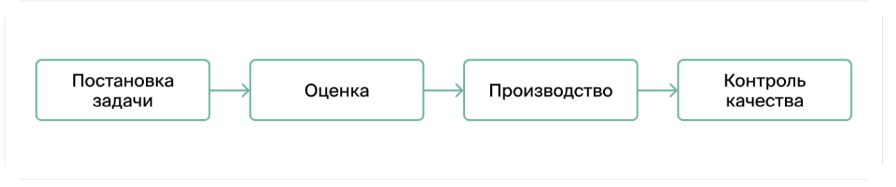 Постановка
задачи
Оценка
Производство
Контроль
качества